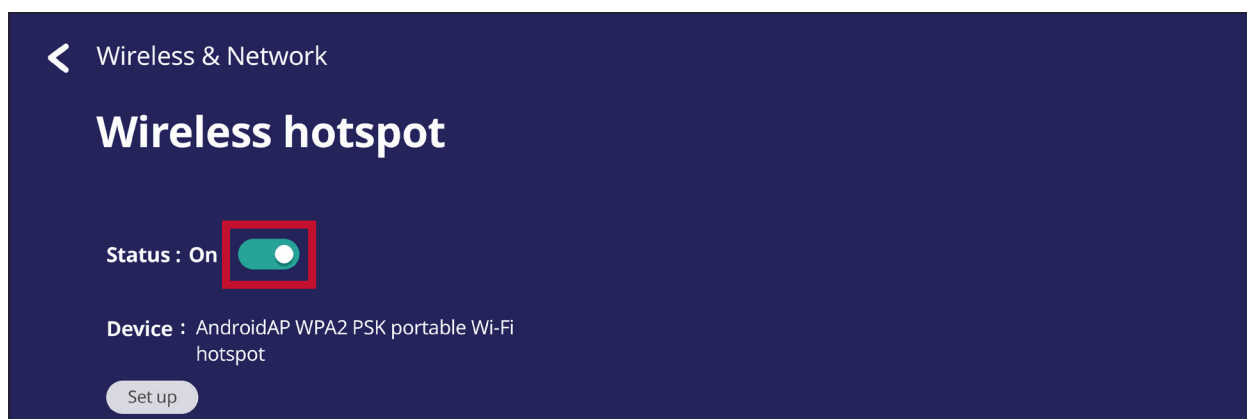 Wireless & Network
Wireless hotspot
Status : On
Device : AndroidAP WPA2 PSK portable Wi-Fi
hotspot
Set up